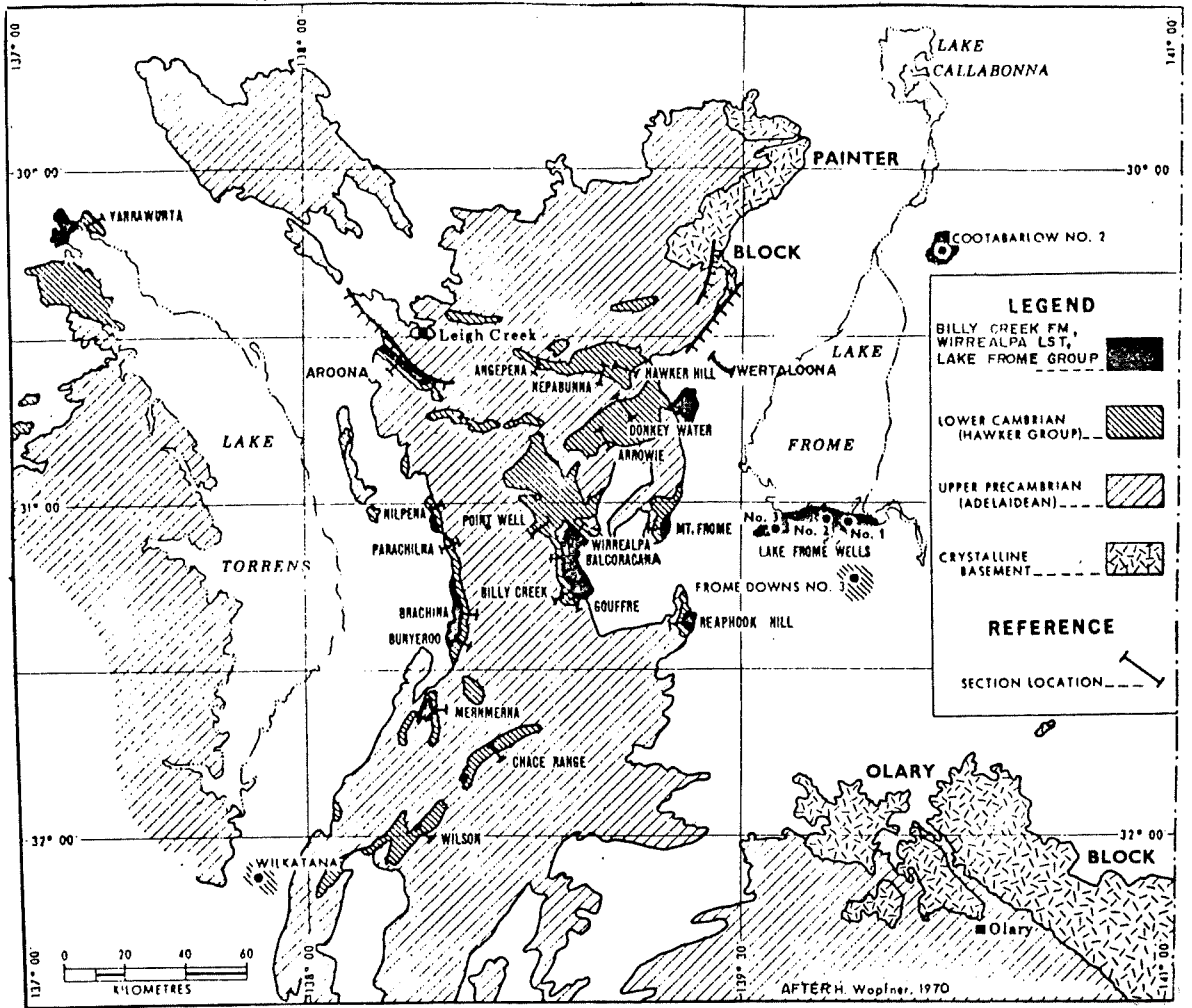 137° 00'
138° 00'
141° 00'
LAKE
CALLABONNA
PAINTER
30° 00
30° 00
YARRAWURTA
COOTABARLOW NO. 2
BLOCK
LEGEND
BILLY CREEK FM,
WIRREALPA LST,
LAKE FROME GROUP
LOWER CAMBRIAN
(HAWKER GROUP)
UPPER PRECAMBRIAN
(ADELAIDEAN)
CRYSTALLINE
BASEMENT
REFERENCE
SECTION LOCATION
Leigh Creek
LAKE
AROONA
ANGEPENA
NEPABUNNA
HAWKER HILL
WERTALOONA
LAKE
DONKEY WATER
FROME
ARROWIE
31° 00
NILPENA
POINT WELL
MT. FROME
No. 3
No. 2
No. 1
PARACHILNA
WIRREALPA
BALCORACANA
LAKE FROME WELLS
TORRENS
BILLY CREEK
FROME DOWNS NO. 3
GOUFFRE
BRACHINA
REAPHOOK HILL
BUNYEROO
MERNMERNA
CHACE RANGE
OLARY
32° 00
WILSON
32° 00
BLOCK
WILKATANA
Olary
0 20 40 60
KILOMETRES
137° 00
138° 00
139° 30
141° 00
AFTER H. Wopfner, 1970